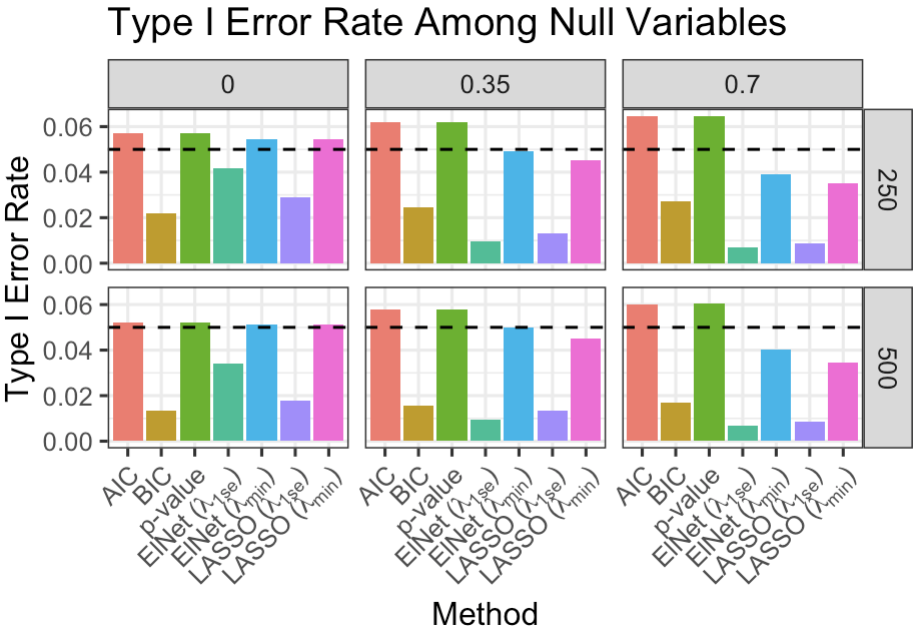 Type I Error Rate Among Null Variables
0
0.35
0.7
Type I Error Rate
0.06
0.04
0.02
0.00
250
0.06
0.04
0.02
0.00
500
AIC
BIC
p-value
ElNet (λ1se)
ElNet (λmin)
LASSO (λ1se)
LASSO (λmin)
AIC
BIC
p-value
ElNet (λ1se)
ElNet (λmin)
LASSO (λ1se)
LASSO (λmin)
AIC
BIC
p-value
ElNet (λ1se)
ElNet (λmin)
LASSO (λ1se)
LASSO (λmin)
Method